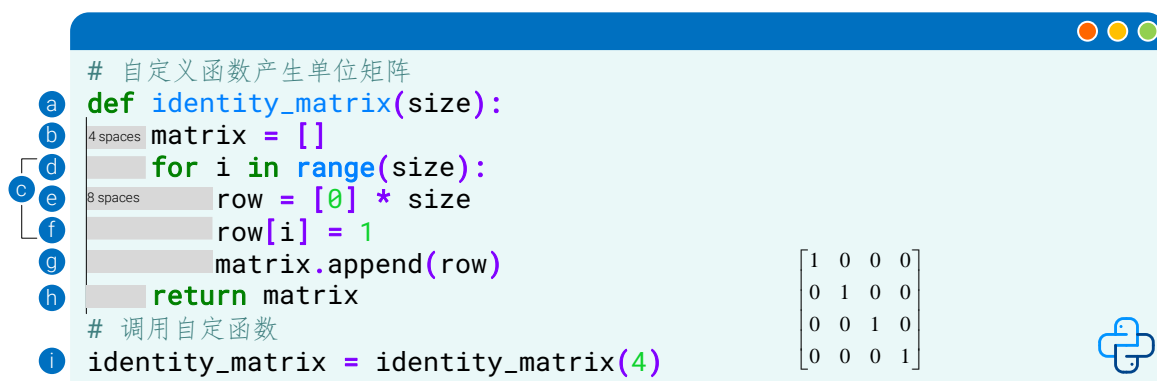 # 自定义函数产生单位矩阵
a def identity_matrix(size):
b 4 spaces matrix = []
d for i in range(size):
c
e 8 spaces row = [0] * size
f row[i] = 1
g matrix.append(row)
h return matrix
# 调用自定函数
i identity_matrix = identity_matrix(4)
1 0 0 0
0 1 0 0
0 0 1 0
0 0 0 1